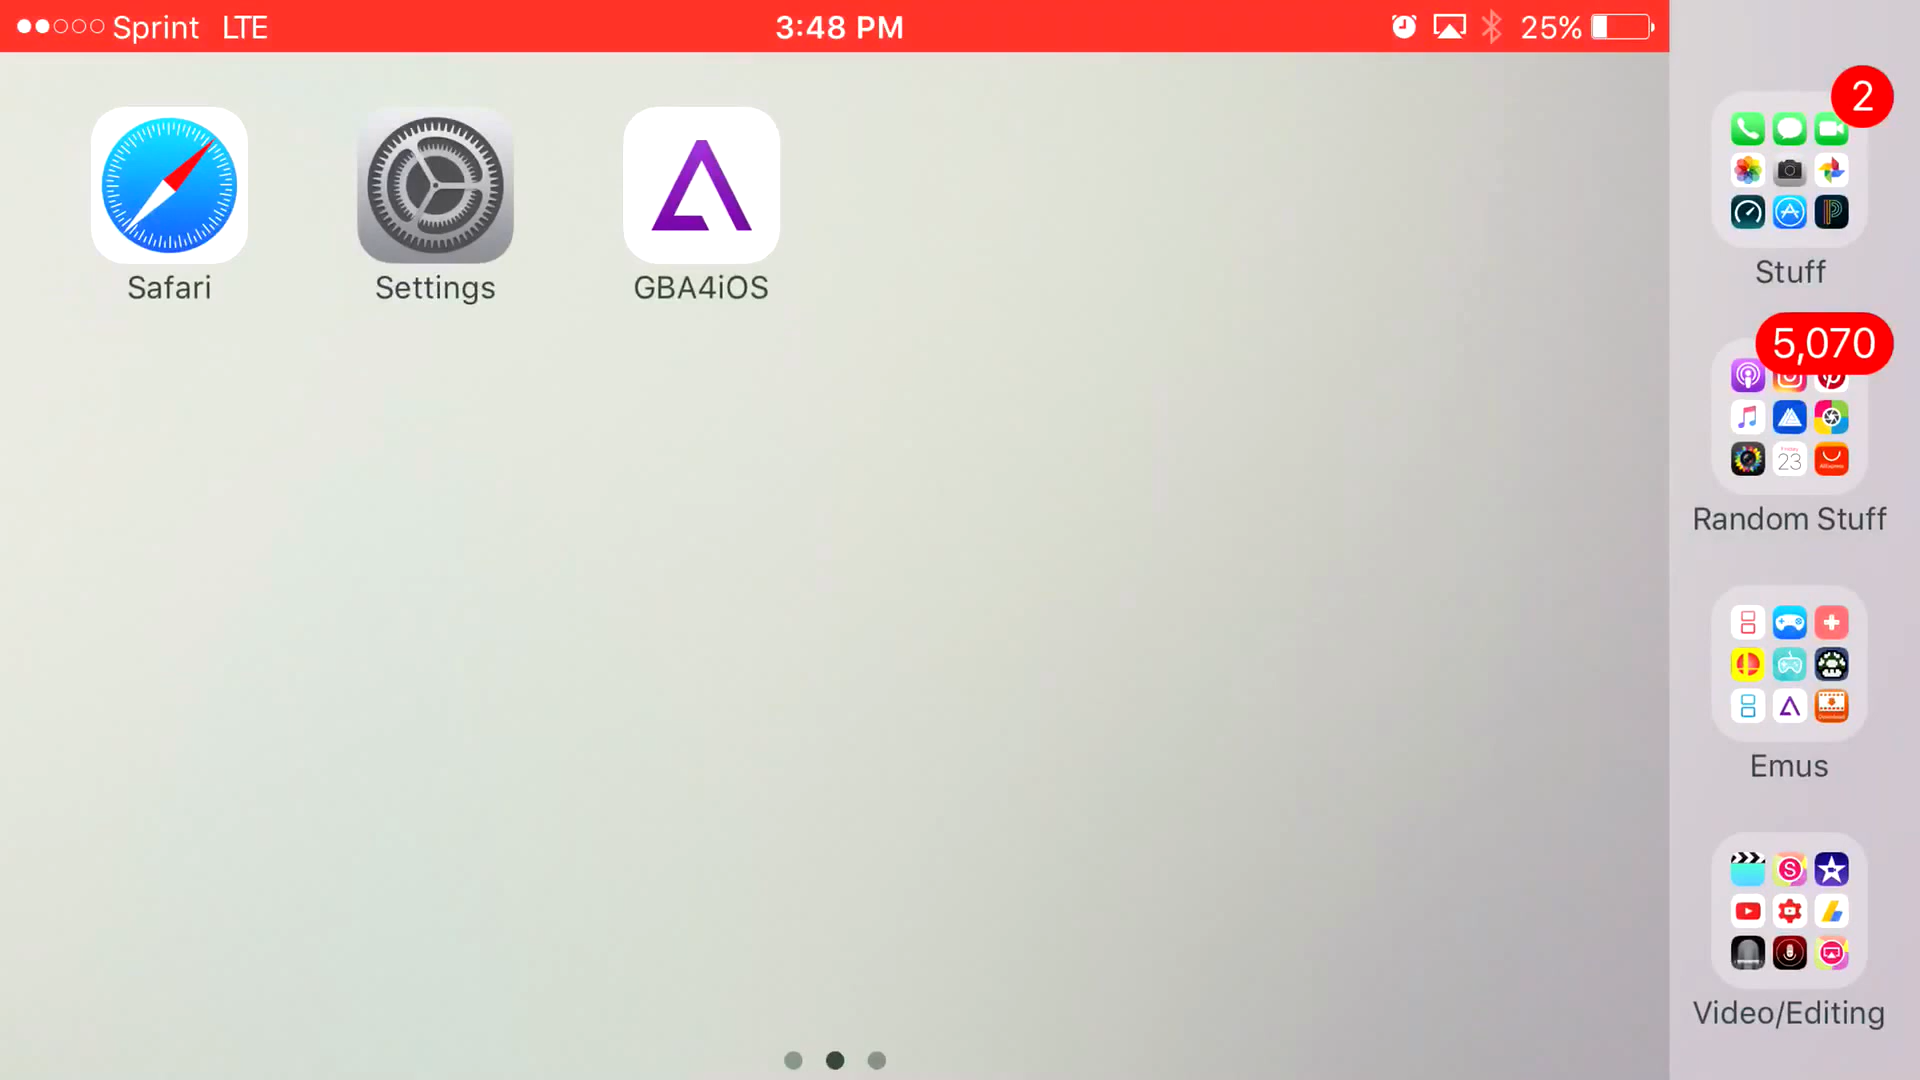 Sprint LTE 3:48 PM 25%
Safari
Settings
GBA4iOS
2
Stuff
5,070
23
Random Stuff
Emus
Video/Editing